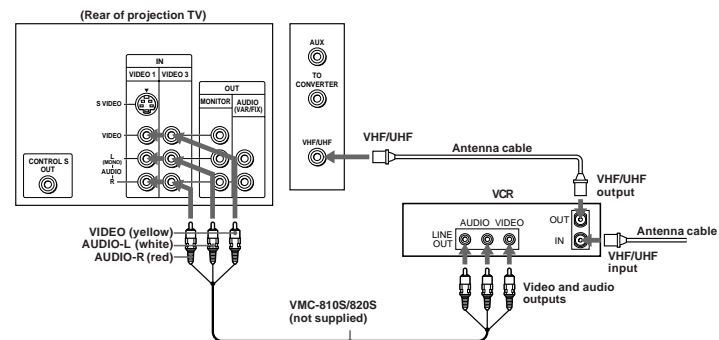 (Rear of projection TV)
IN
VIDEO 1 VIDEO 3
OUT
MONITOR
AUDIO
(VAR/FIX)
S VIDEO
VIDEO
L
(MONO)
AUDIO
R
CONTROL S
OUT
AUX
TO
CONVERTER
VHF/UHF
VHF/UHF
Antenna cable
VHF/UHF
output
VCR
AUDIO VIDEO
LINE
OUT
OUT
IN
Antenna cable
VHF/UHF
input
VIDEO (yellow)
AUDIO-L (white)
AUDIO-R (red)
Video and audio
outputs
VMC-810S/820S
(not supplied)